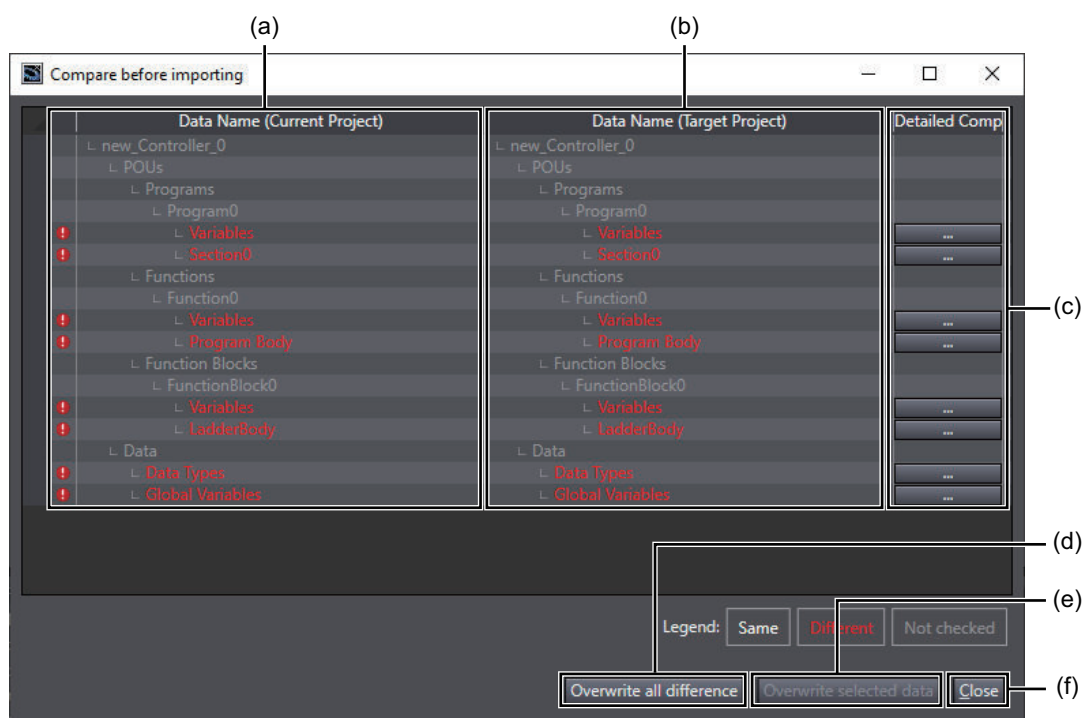 (a) (b)
Compare before importing
Data Name (Current Project) Data Name (Target Project) Detailed Comp
new_Controller_0 new_Controller_0
POUs POUs
Programs Programs
Program0 Program0
Variables Variables ...
Section0 Section0 ...
Functions Functions
Function0 Function0
Variables Variables ...
(c)
Program Body Program Body ...
Function Blocks Function Blocks
FunctionBlock0 FunctionBlock0
Variables Variables ...
LadderBody LadderBody ...
Data Data
Data Types Data Types ...
Global Variables Global Variables ...
(d)
(e)
Legend: Same Different Not checked
Overwrite all difference Overwrite selected data Close (f)